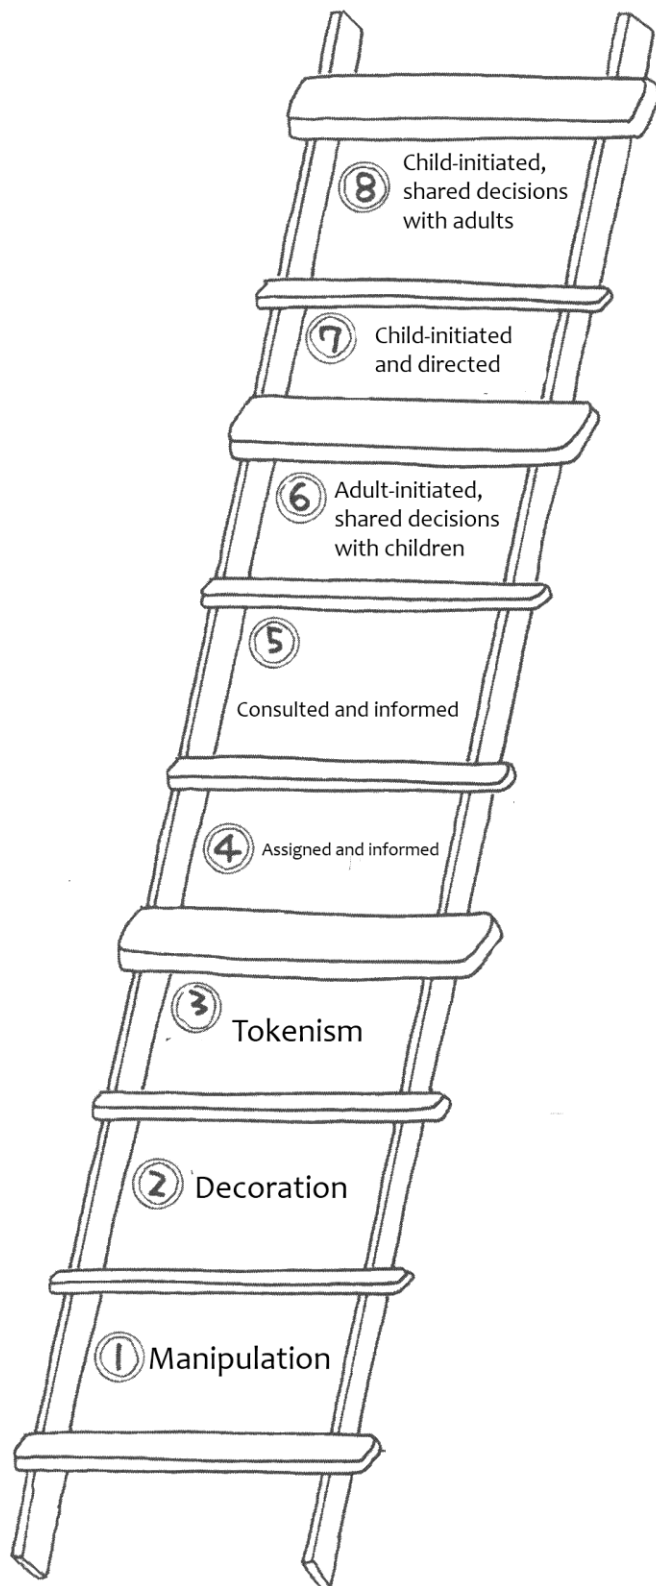 8 Child-initiated,
shared decisions
with adults
7 Child-initiated
and directed
6 Adult-initiated,
shared decisions
with children
5
Consulted and informed
4 Assigned and informed
3 Tokenism
2 Decoration
1 Manipulation